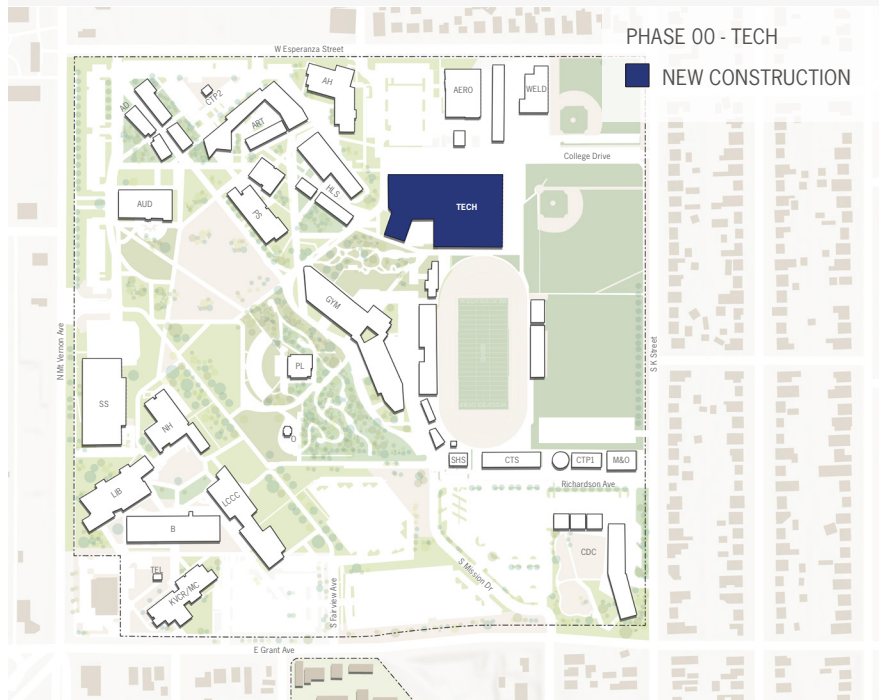 PHASE 00 - TECH
NEW CONSTRUCTION
W Esperanza Street
AH
AERO
WELD
CTP2
AD
ART
College Drive
HLS
AUD
PS
TECH
GYM
N Mt Vernon Ave
S K Street
PL
SS
NH
O
SHS
CTS
CTP1
M&O
Richardson Ave
LIB
LCCC
B
CDC
TEL
KVCR/MC
S Mission Dr
S Fairview Ave
E Grant Ave